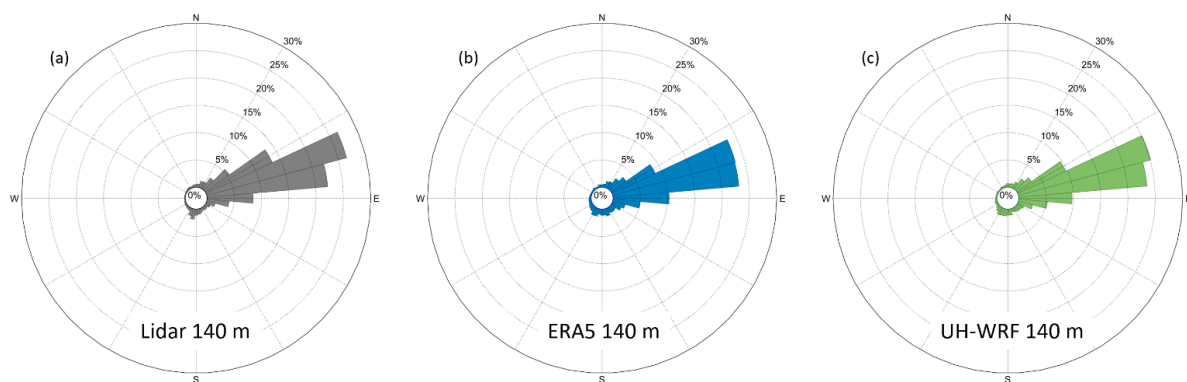 (a)
N
30%
25%
20%
15%
10%
5%
0%
W
E
S
Lidar 140 m
(b)
N
30%
25%
20%
15%
10%
5%
0%
W
E
S
ERA5 140 m
(c)
N
30%
25%
20%
15%
10%
5%
0%
W
S
UH-WRF 140 m